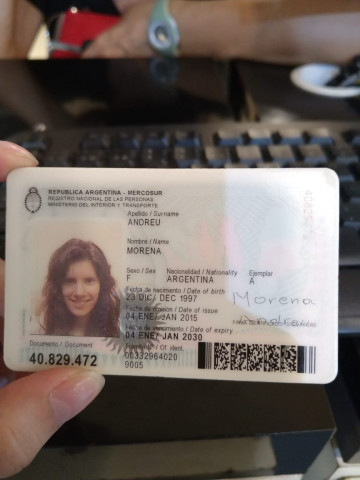 REPUBLICA ARGENTINA - MERCOSUR
REGISTRO NACIONAL DE LAS PERSONAS
MINISTERIO DEL INTERIOR Y TRANSPORTE
Apellido / Surname
ANDREU
Nombre / Name
MORENA
Sexo / Sex Nacionalidad / Nationality Ejemplar
F ARGENTINA A
Fecha de nacimiento / Date of birth
23 DIC/ DEC 1997
Fecha de emisión / Date of issue
04 ENE/ JAN 2015
Fecha de vencimiento / Date of expiry
04 ENE/ JAN 2030
Of. ident.
00332964020
9005
Documento / Document
40.829.472
Morena